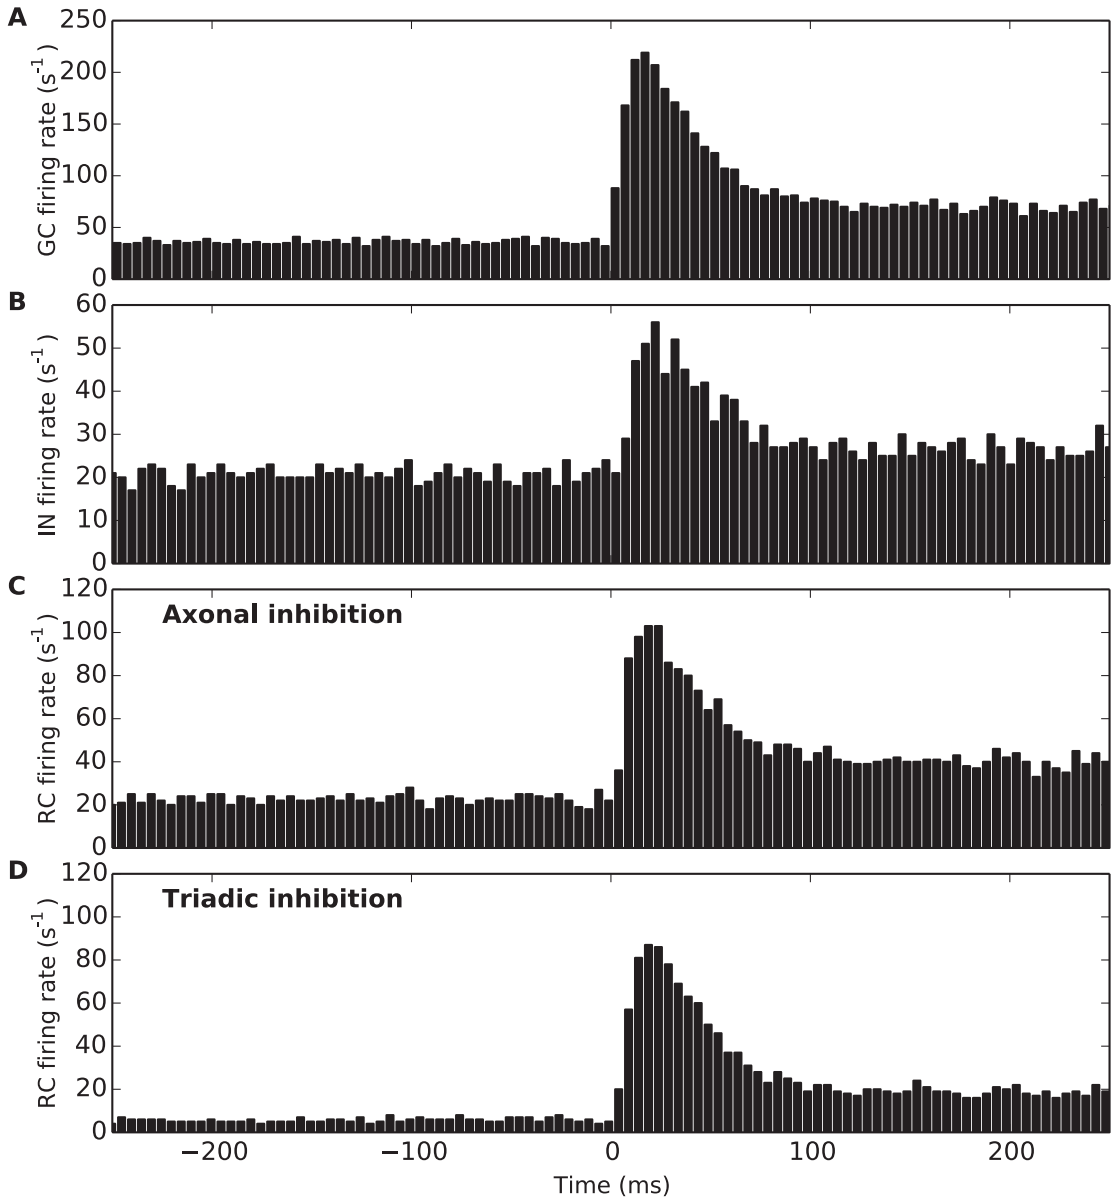 A
250
200
150
100
50
0
GC firing rate (s⁻¹)
B
60
50
40
30
20
10
0
IN firing rate (s⁻¹)
C
Axonal inhibition
120
100
80
60
40
20
0
RC firing rate (s⁻¹)
D
Triadic inhibition
120
100
80
60
40
20
0
RC firing rate (s⁻¹)
−200 −100 0 100 200
Time (ms)